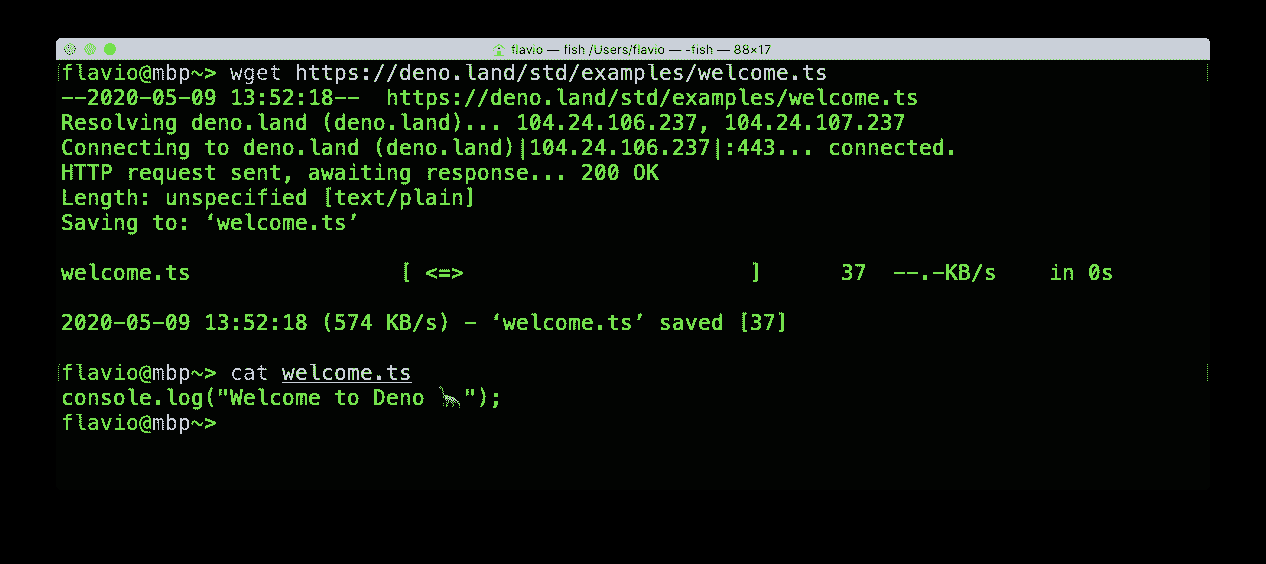 flavio — fish /Users/flavio — -fish — 88×17
flavio@mbp~> wget https://deno.land/std/examples/welcome.ts
--2020-05-09 13:52:18--  https://deno.land/std/examples/welcome.ts
Resolving deno.land (deno.land)... 104.24.106.237, 104.24.107.237
Connecting to deno.land (deno.land)|104.24.106.237|:443... connected.
HTTP request sent, awaiting response... 200 OK
Length: unspecified [text/plain]
Saving to: ‘welcome.ts’
welcome.ts                [ <=>                      ]      37  --.-KB/s    in 0s
2020-05-09 13:52:18 (574 KB/s) - ‘welcome.ts’ saved [37]
flavio@mbp~> cat welcome.ts
console.log("Welcome to Deno 🦕");
flavio@mbp~>